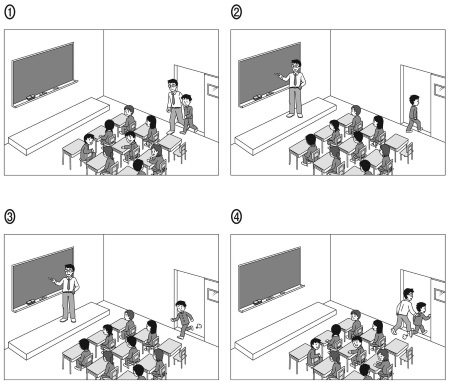 ①
②
③
④